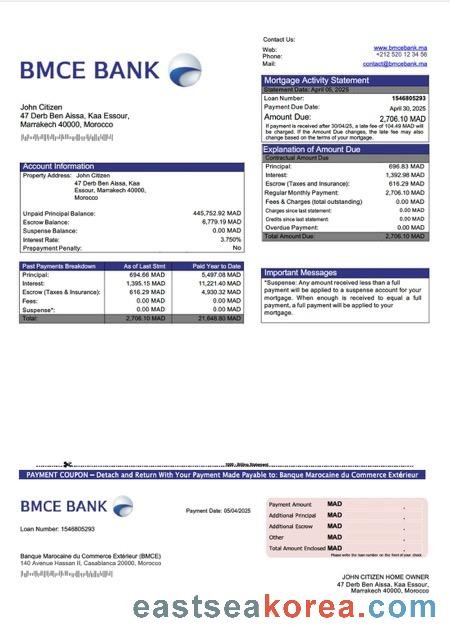 Contact Us:
Web: www.bmcebank.ma
Phone: +212 520 12 34 56
Mail: contact@bmcebank.ma
BMCE BANK
John Citizen
47 Derb Ben Aissa, Kaa Essour,
Marrakech 40000, Morocco
Mortgage Activity Statement
Statement Date: April 05, 2025
Loan Number: 1546805293
Payment Due Date: April 30, 2025
Amount Due: 2,706.10 MAD
If payment is received after 30/04/25, a late fee of 104.49 MAD will
be charged. If the Amount Due changes, the late fee may also
change based on the terms of the mortgage.
Explanation of Amount Due
Contractual Amount Due
Principal: 696.83 MAD
Interest: 1,392.98 MAD
Escrow (Taxes and Insurance): 616.29 MAD
Regular Monthly Payment: 2,706.10 MAD
Fees & Charges (total outstanding) 0.00 MAD
Charges since last statement: 0.00 MAD
Credits since last statement: 0.00 MAD
Overdue Payment: 0.00 MAD
Total Amount Due: 2,706.10 MAD
Account Information
Property Address: John Citizen
47 Derb Ben Aissa, Kaa
Essour, Marrakech 40000,
Morocco
Unpaid Principal Balance: 445,752.92 MAD
Escrow Balance: 6,779.19 MAD
Suspense Balance: 0.00 MAD
Interest Rate: 3.750%
Prepayment Penalty: No
Past Payments Breakdown As of Last Stmt Paid Year to Date
Principal: 694.66 MAD 5,497.08 MAD
Interest: 1,395.15 MAD 11,221.40 MAD
Escrow (Taxes & Insurance): 616.29 MAD 4,930.32 MAD
Fees: 0.00 MAD 0.00 MAD
Suspense*: 0.00 MAD 0.00 MAD
Total: 2,706.10 MAD 21,648.80 MAD
Important Messages
*Suspense: Any amount received less than a full
payment will be applied to a suspense account for your
mortgage. When enough is received to equal a full
payment, a full payment will be applied to your
mortgage.
PAYMENT COUPON – Detach and Return With Your Payment Made Payable to: Banque Marocaine du Commerce Extérieur
BMCE BANK
Payment Date: 05/04/2025
Loan Number: 1546805293
Payment Amount MAD .
Additional Principal MAD .
Additional Escrow MAD .
Other MAD .
Total Amount Enclosed MAD .
Please write the loan number on the front of your check.
Banque Marocaine du Commerce Extérieur (BMCE)
140 Avenue Hassan II, Casablanca 20000, Morocco
JOHN CITIZEN HOME OWNER
47 Derb Ben Aissa, Kaa Essour,
Marrakech 40000, Morocco
eastseakorea.com